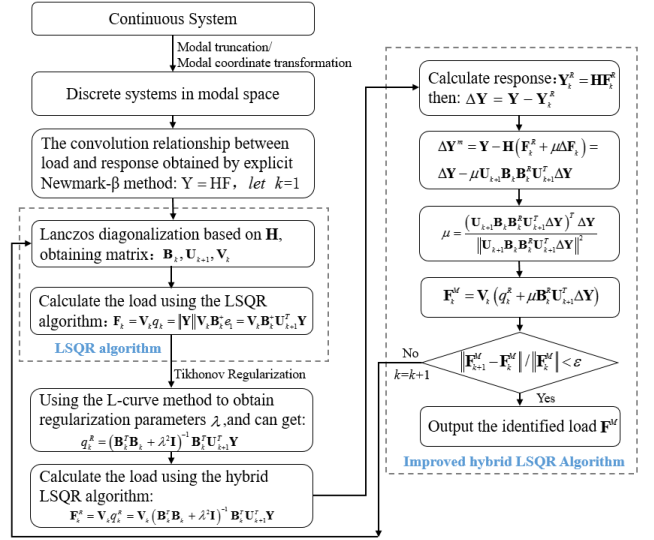 Continuous System
Modal truncation/
Modal coordinate transformation
Discrete systems in modal space
The convolution relationship between
load and response obtained by explicit
Newmark-β method: Y = HF, let k=1
Lanczos diagonalization based on H,
obtaining matrix: B_k, U_{k+1}, V_k
Calculate the load using the LSQR
algorithm: F_k = V_k q_k = ‖Y‖V_k B_k^+ e_1 = V_k B_k^+ U_{k+1}^T Y
LSQR algorithm
Tikhonov Regularization
Using the L-curve method to obtain
regularization parameters λ ,and can get:
q_k^R = (B_k^T B_k + λ^2 I)^{-1} B_k^T U_{k+1}^T Y
Calculate the load using the hybrid
LSQR algorithm:
F_k^R = V_k q_k^R = V_k (B_k^T B_k + λ^2 I)^{-1} B_k^T U_{k+1}^T Y
Calculate response: Y_k^R = HF_k^R
then: ΔY = Y − Y_k^R
ΔY^m = Y − H(F_k^R + μΔF_k) =
ΔY − μU_{k+1} B_k B_k^R U_{k+1}^T ΔY
μ = (U_{k+1} B_k B_k^R U_{k+1}^T ΔY)^T ΔY / ‖U_{k+1} B_k B_k^R U_{k+1}^T ΔY‖^2
F_k^M = V_k (q_k^R + μB_k^R U_{k+1}^T ΔY)
‖F_{k+1}^M − F_k^M‖ / ‖F_k^M‖ < ε
No
k=k+1
Yes
Output the identified load F^M
Improved hybrid LSQR Algorithm